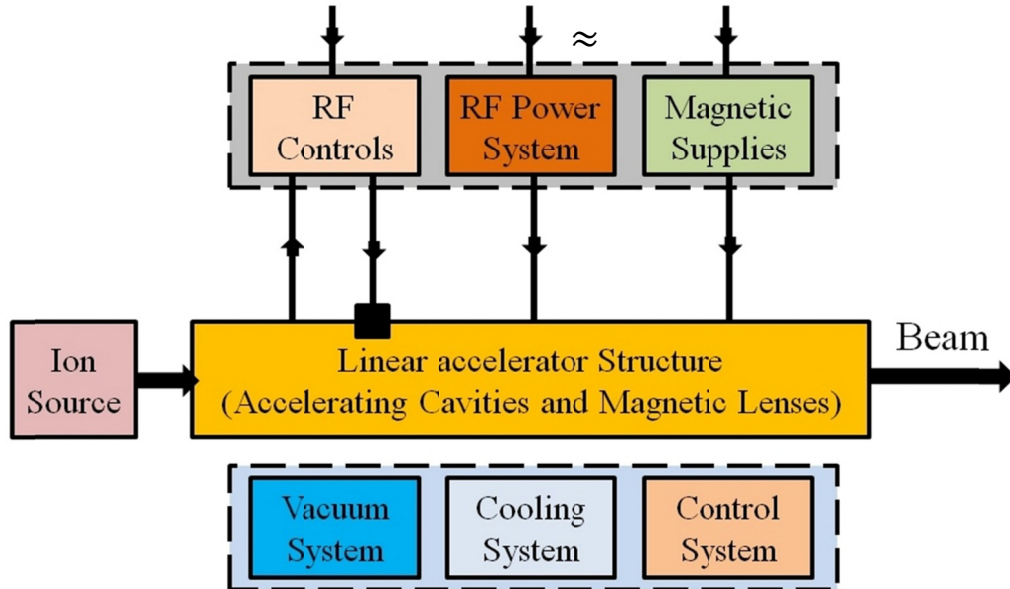 ≈
RF
Controls
RF Power
System
Magnetic
Supplies
Ion
Source
Linear accelerator Structure
(Accelerating Cavities and Magnetic Lenses)
Beam
Vacuum
System
Cooling
System
Control
System